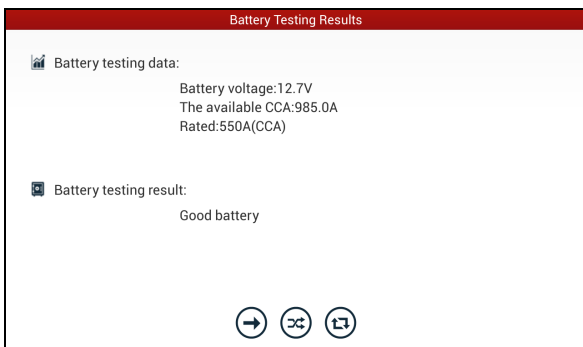 Battery Testing Results
Battery testing data:
Battery voltage:12.7V
The available CCA:985.0A
Rated:550A(CCA)
Battery testing result:
Good battery